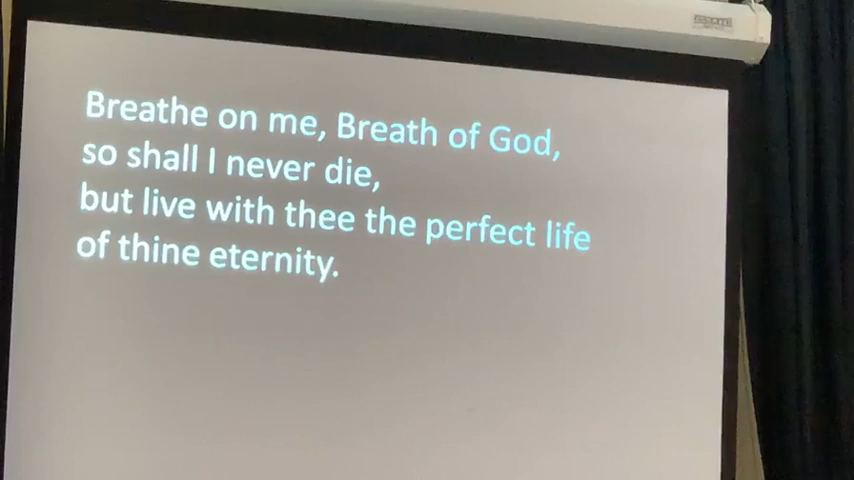 Breathe on me, Breath of God,
so shall I never die,
but live with thee the perfect life
of thine eternity.